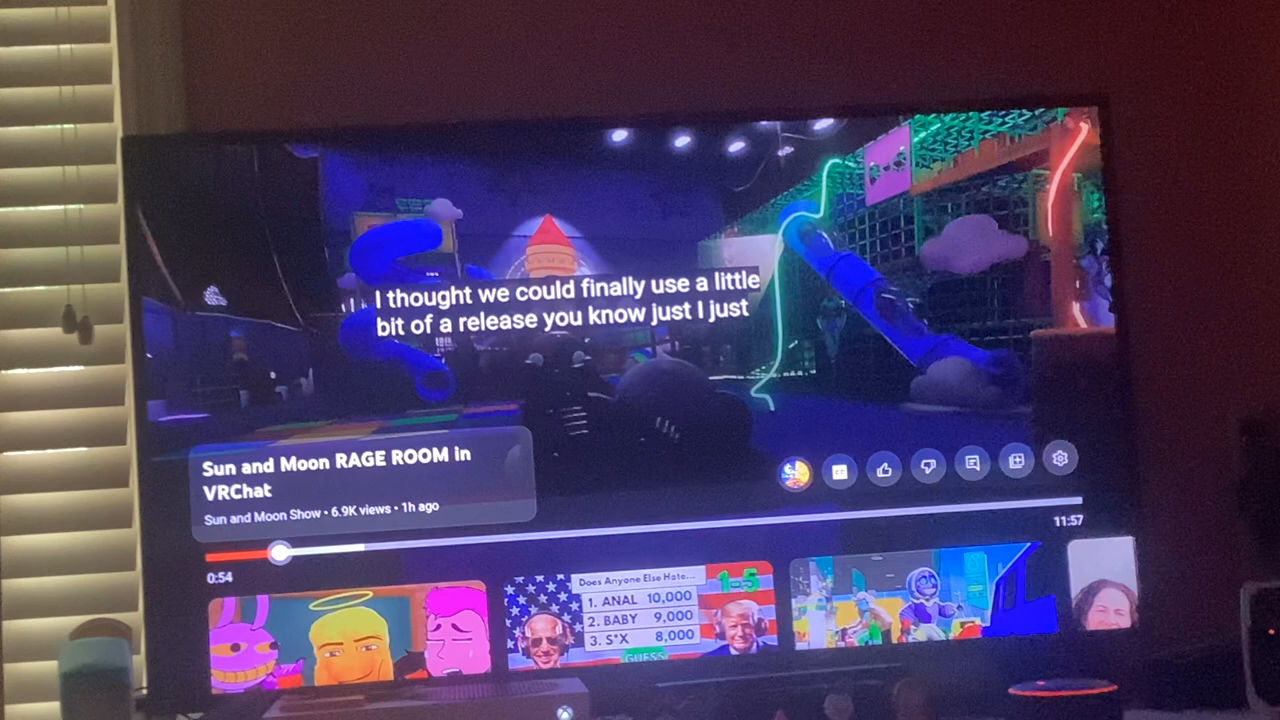 I thought we could finally use a little
bit of a release you know just I just
Sun and Moon RAGE ROOM in
VRChat
Sun and Moon Show • 6.9K views • 1h ago
11:57
0:54
Does Anyone Else Hate...
1-5
1. ANAL 10,000
2. BABY 9,000
3. S*X 8,000
GUESS